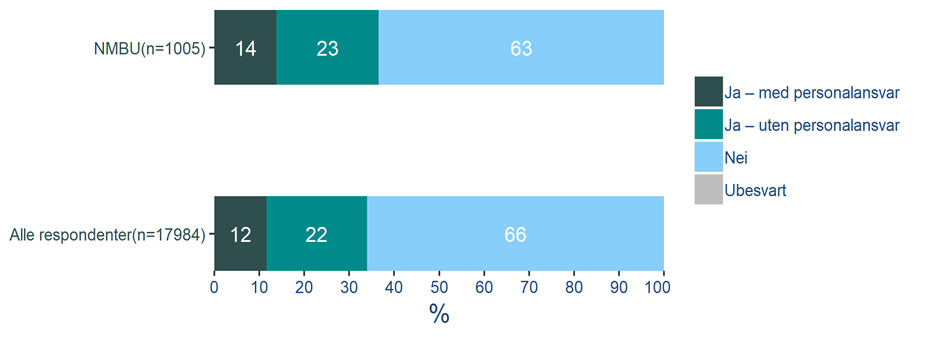 NMBU(n=1005)
14 23 63
Ja – med personalansvar
Ja – uten personalansvar
Nei
Ubesvart
Alle respondenter(n=17984)
12 22 66
0 10 20 30 40 50 60 70 80 90 100
%